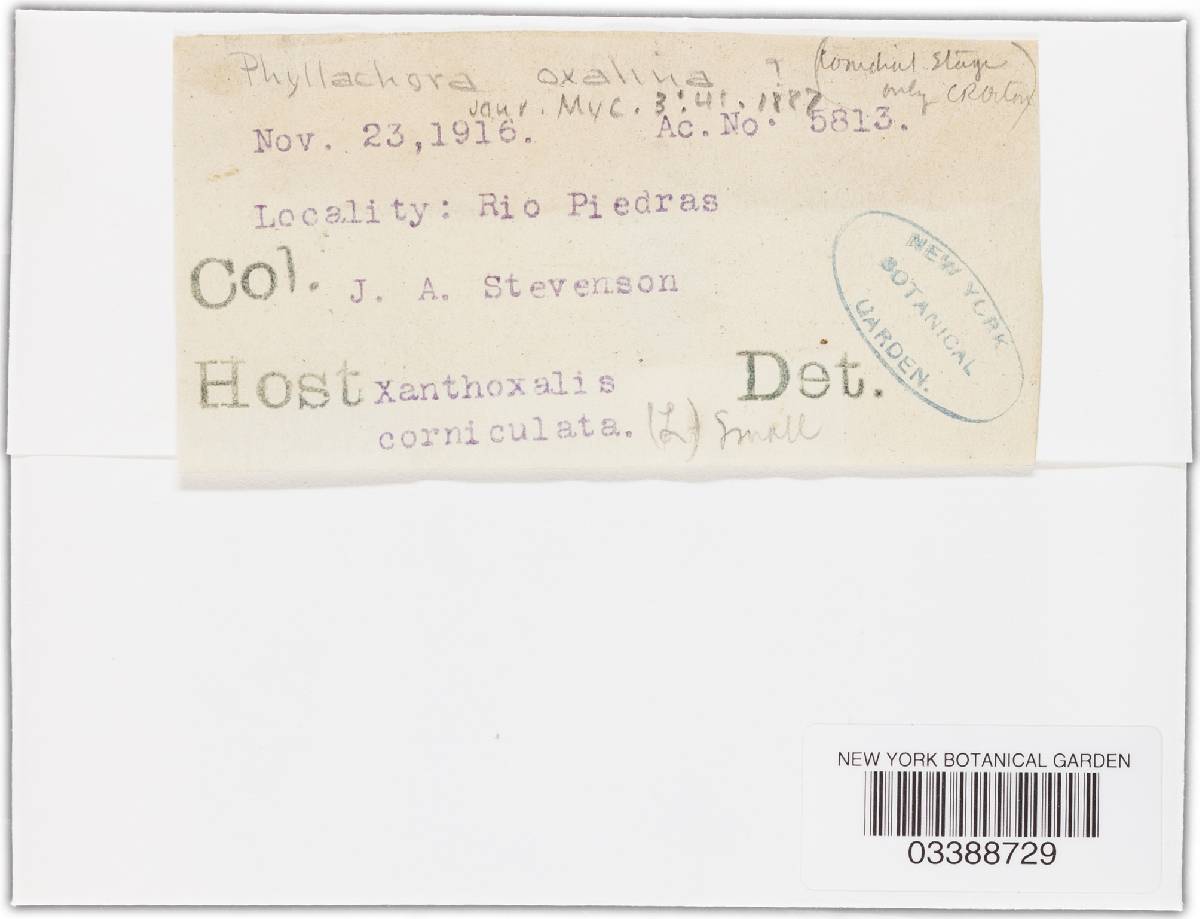 Phyllachora oxalina ? (Conidial stage
only CROrton)
Jour. Myc. 3:41. 1887
Nov. 23, 1916. Ac. No. 5813.
Locality: Rio Piedras
Col. J. A. Stevenson
Host Xanthoxalis
corniculata. (L) Small
Det.
NEW YORK
BOTANICAL
GARDEN.
NEW YORK BOTANICAL GARDEN
03388729